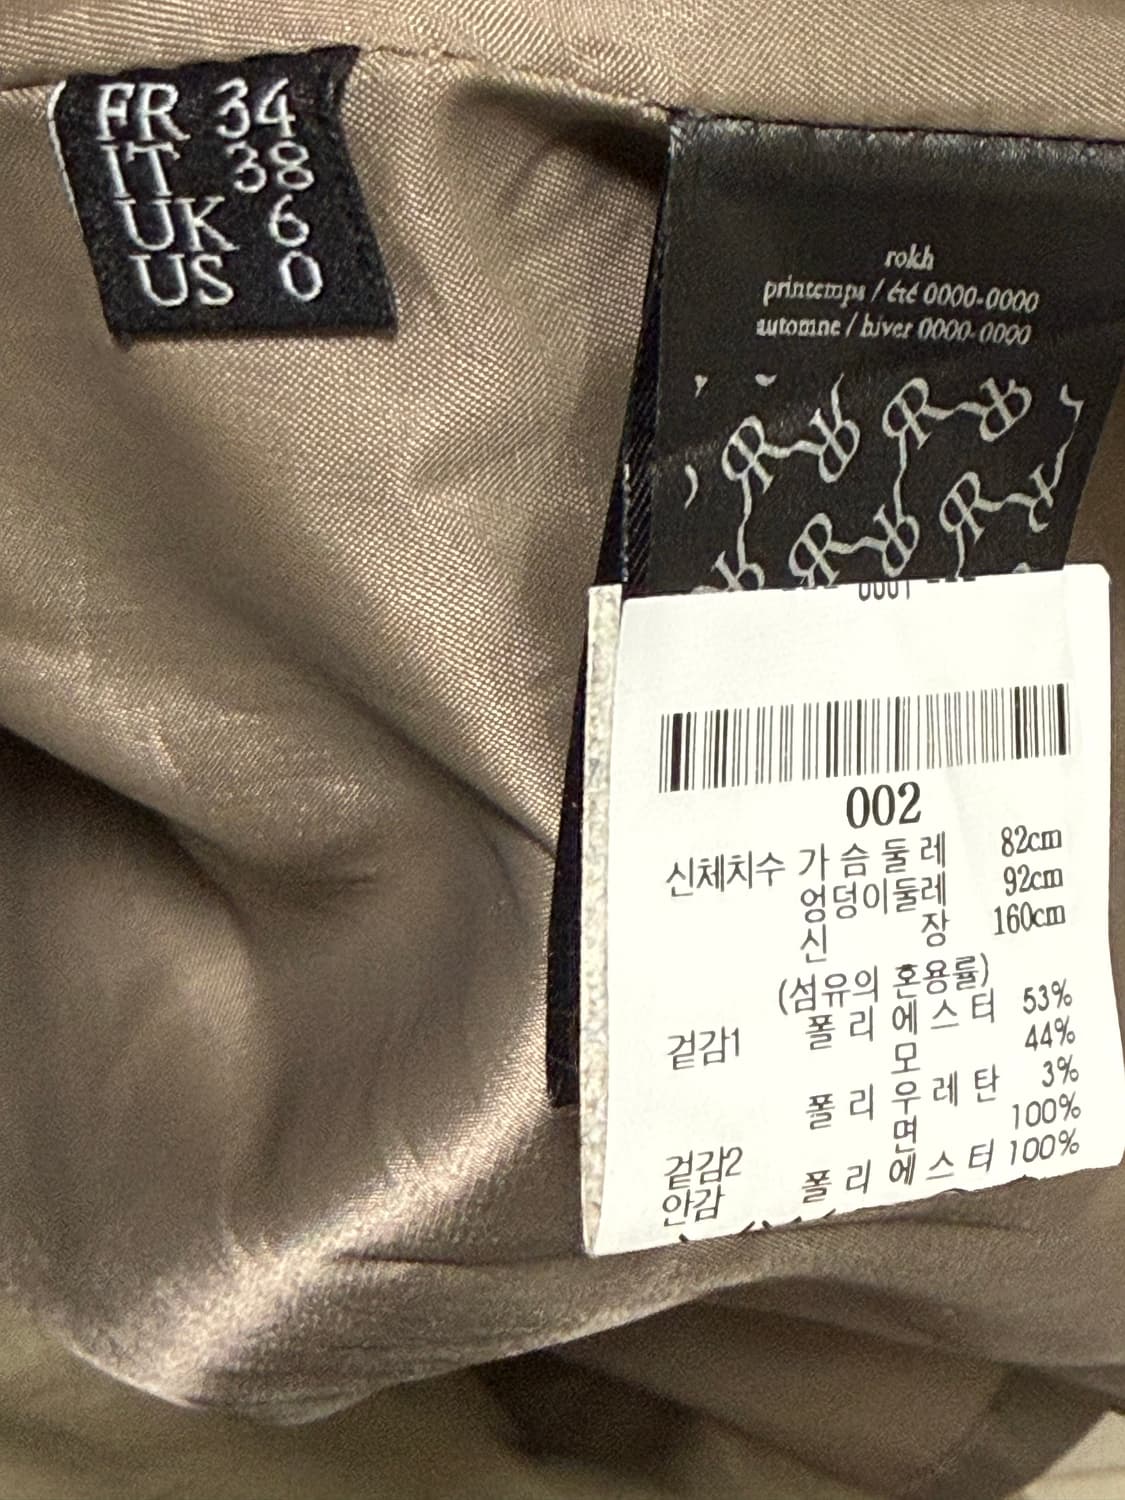 FR 34
IT 38
UK 6
US 0
rokh
printemps / été 0000-0000
automne / hiver 0000-0000
0001
002
신체치수 가슴둘레 82cm
엉덩이둘레 92cm
신장 160cm
(섬유의 혼용률)
겉감1 폴리에스터 53%
모 44%
폴리우레탄 3%
겉감2 면 100%
안감 폴리에스터 100%